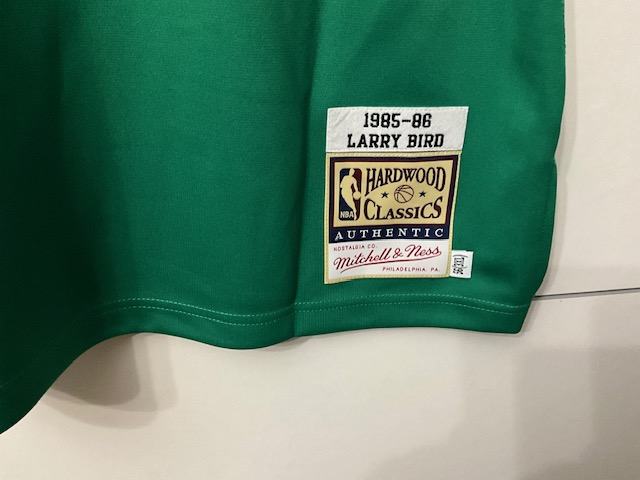 1985-86
LARRY BIRD
HARDWOOD
CLASSICS
NBA
AUTHENTIC
NOSTALGIA CO.
Mitchell & Ness
PHILADELPHIA, PA.